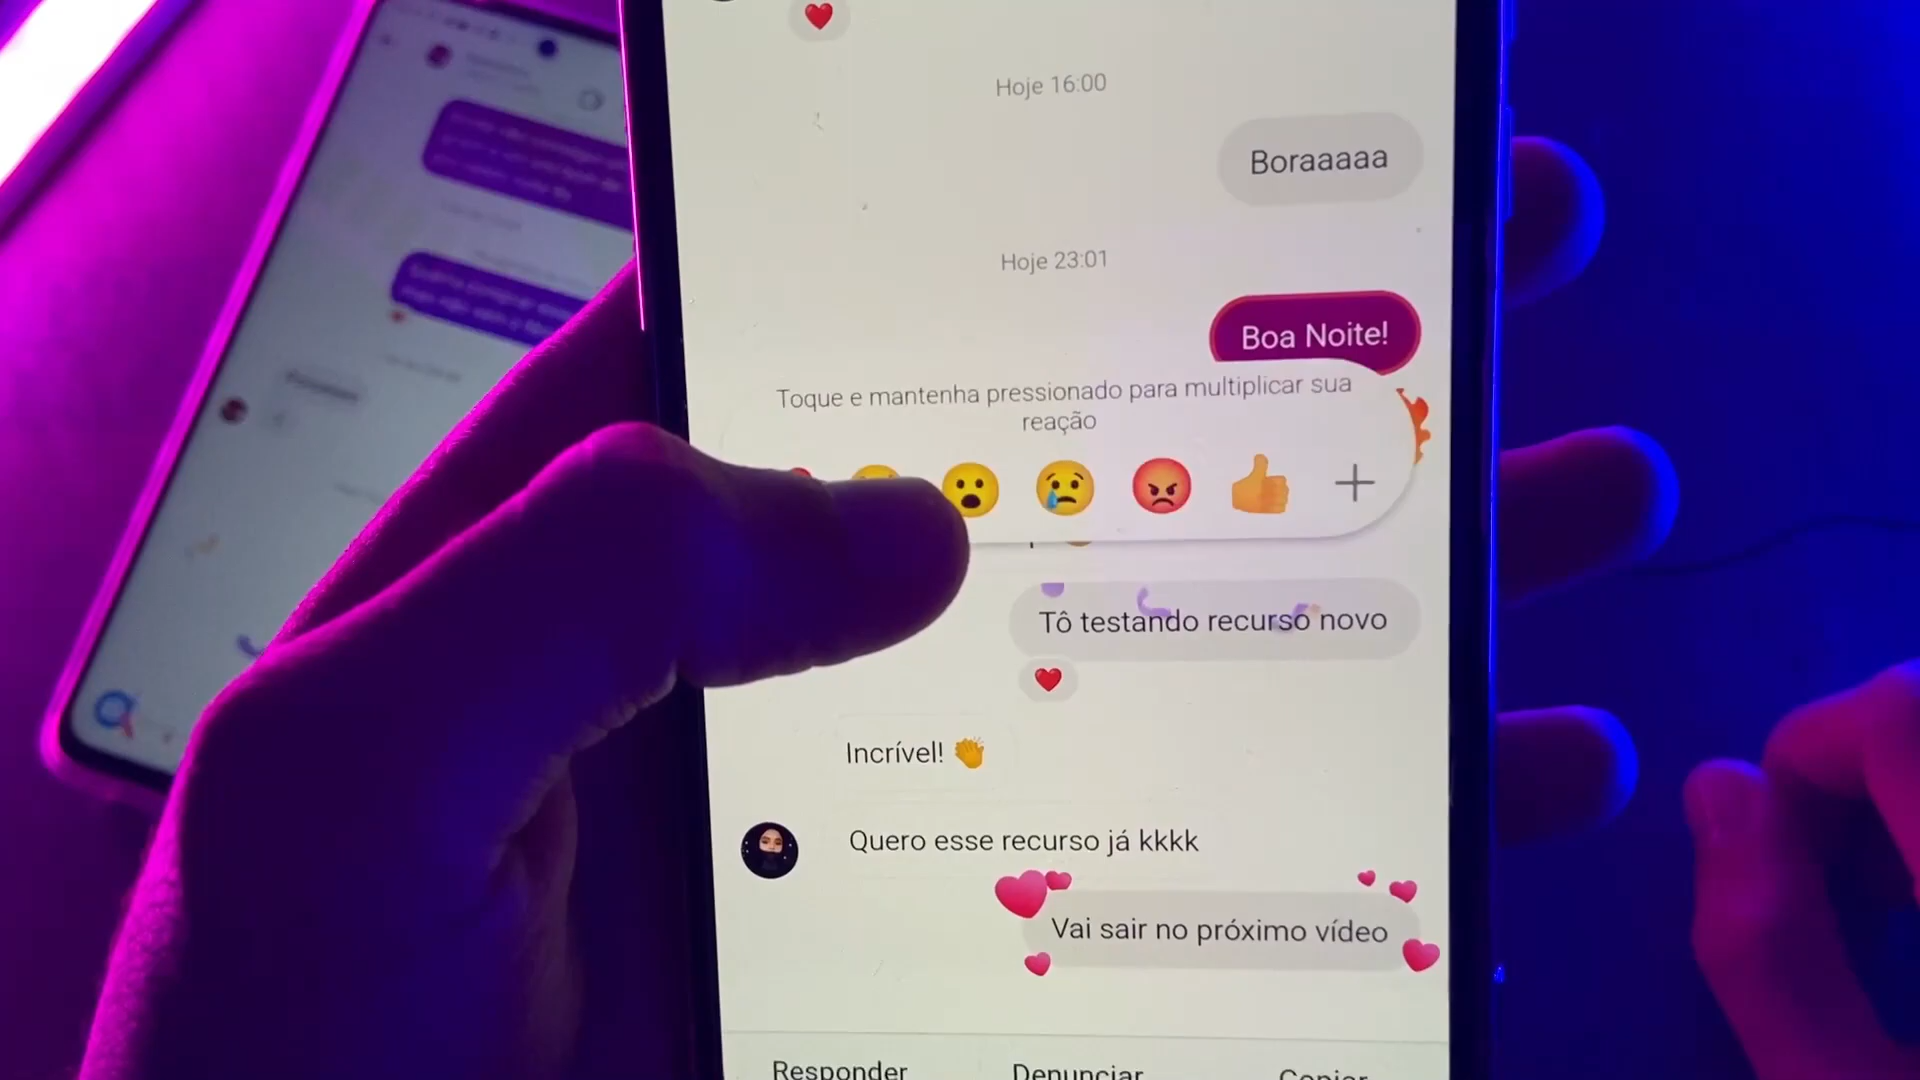 Hoje 16:00
Boraaaaa
Hoje 23:01
Boa Noite!
Toque e mantenha pressionado para multiplicar sua
reação
Tô testando recurso novo
Incrível! 👏
Quero esse recurso já kkkk
Vai sair no próximo vídeo
Responder
Denunciar
Copiar